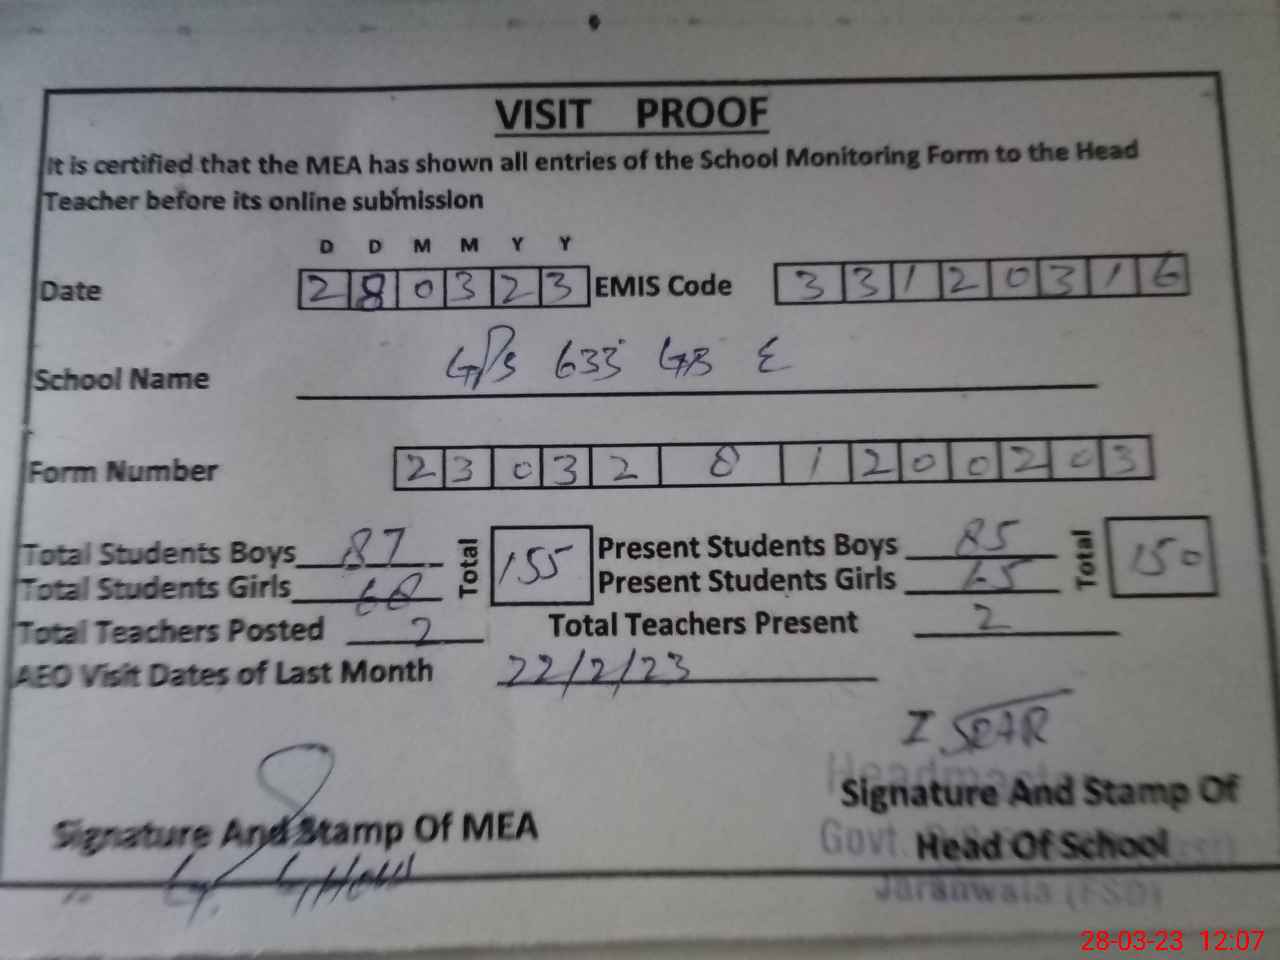 VISIT PROOF
It is certified that the MEA has shown all entries of the School Monitoring Form to the Head
Teacher before its online submission
D D M M Y Y
Date 2 8 0 3 2 3 EMIS Code 3 3 1 2 0 3 1 6
School Name G/PS 633 GB E
Form Number 2 3 0 3 2 8 1 2 0 0 2 0 3
Total Students Boys 87 Total 155 Present Students Boys 85 Total 150
Total Students Girls 68 Present Students Girls 65
Total Teachers Posted 2 Total Teachers Present 2
AEO Visit Dates of Last Month 22/2/23
Signature And Stamp Of MEA
Signature And Stamp Of
Govt. Head Of School
Jaranwala (FSD)
28-03-23 12:07